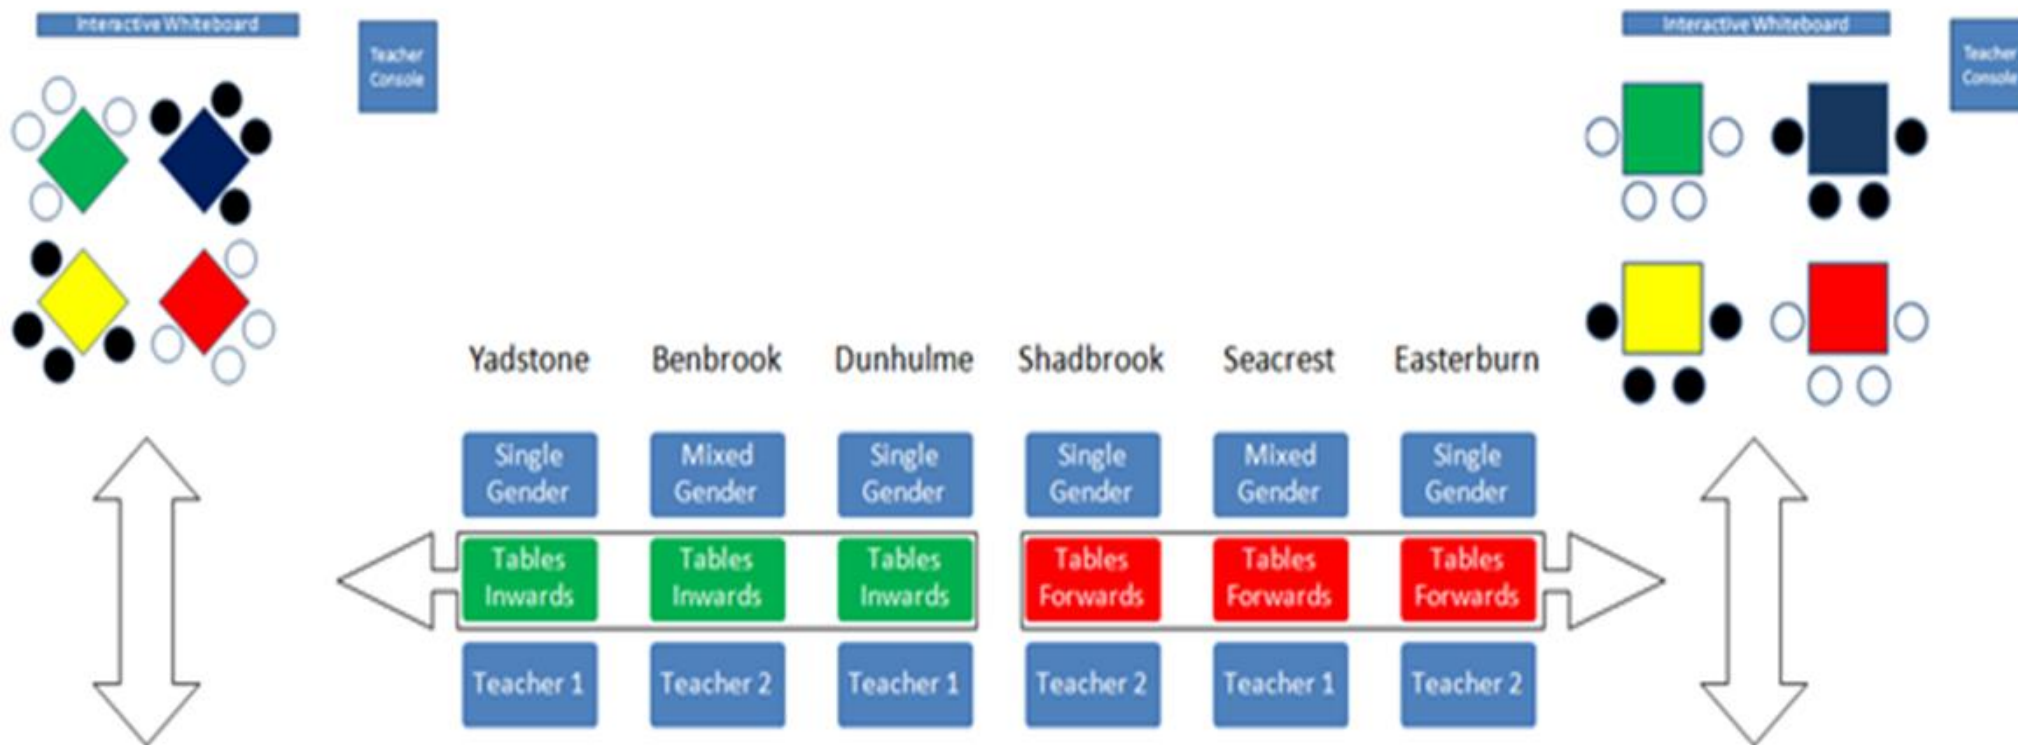 Interactive Whiteboard
Teacher
Console
Interactive Whiteboard
Teacher
Console
Yadstone Benbrook Dunhulme Shadbrook Seacrest Easterburn
Single Mixed Single Single Mixed Single
Gender Gender Gender Gender Gender Gender
Tables Tables Tables Tables Tables Tables
Inwards Inwards Inwards Forwards Forwards Forwards
Teacher 1 Teacher 2 Teacher 1 Teacher 2 Teacher 1 Teacher 2